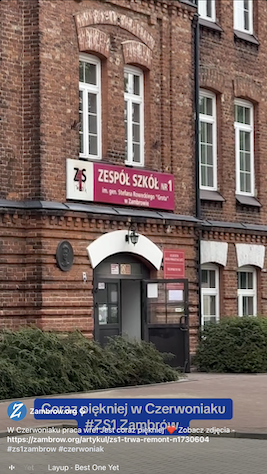 ZS 1
ZESPÓŁ SZKÓŁ NR 1
im. gen. Stefana Roweckiego "Grota"
w Zambrowie
Coraz piękniej w Czerwoniaku
#ZS1 Zambrów
Zambrow.org
W Czerwoniaku praca wre! Jest coraz piękniej ❤️ Zobacz zdjęcia -
https://zambrow.org/artykul/zs1-trwa-remont-n1730604
#zs1zambrow #czerwoniak
Layup - Best One Yet